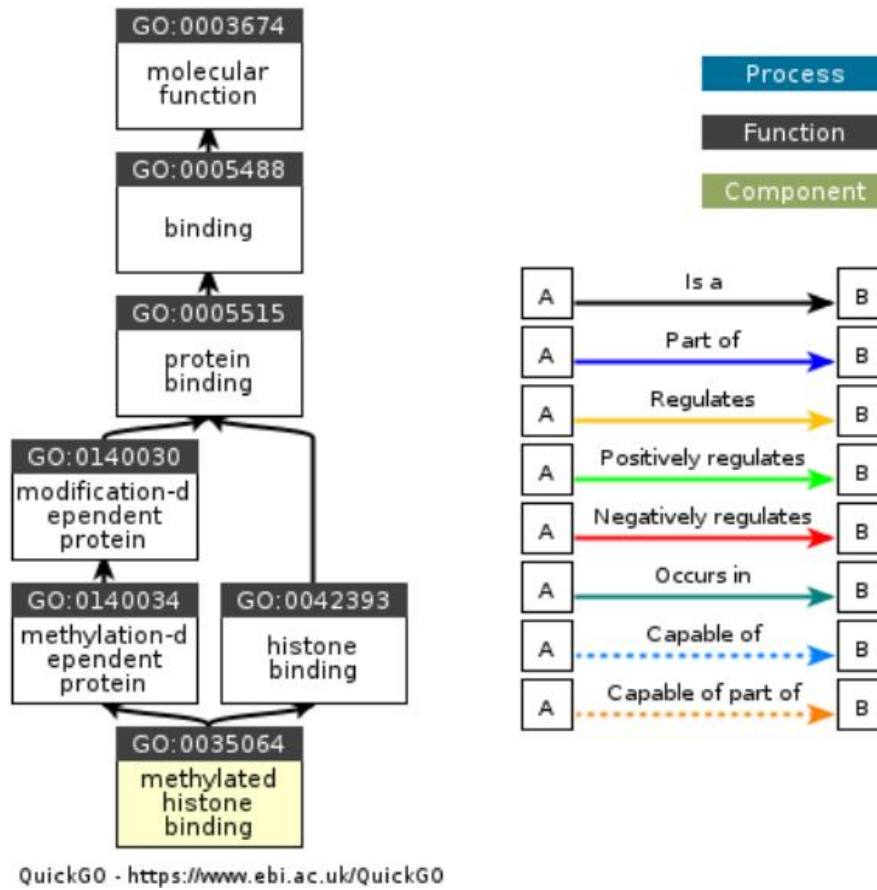 GO:0003674
molecular
function
GO:0005488
binding
GO:0005515
protein
binding
GO:0140030
modification-d
ependent
protein
GO:0140034
methylation-d
ependent
protein
GO:0042393
histone
binding
GO:0035064
methylated
histone
binding
QuickGO - https://www.ebi.ac.uk/QuickGO
Process
Function
Component
A Is a B
A Part of B
A Regulates B
A Positively regulates B
A Negatively regulates B
A Occurs in B
A Capable of B
A Capable of part of B